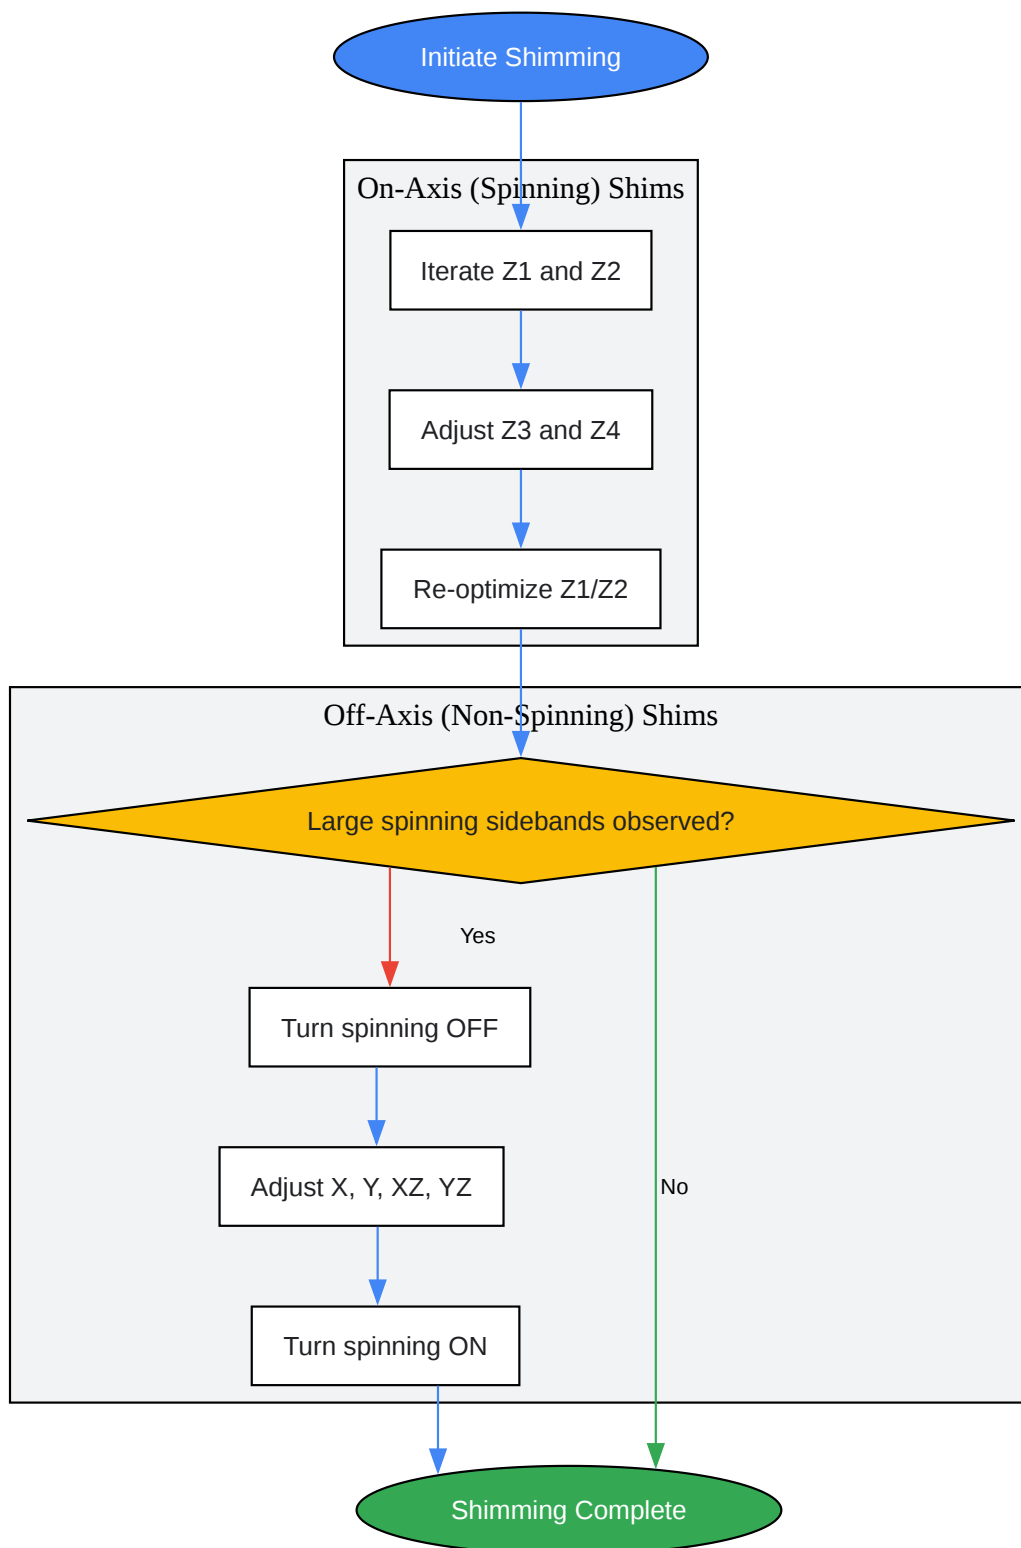 Initiate Shimming
On-Axis (Spinning) Shims
Iterate Z1 and Z2
Adjust Z3 and Z4
Re-optimize Z1/Z2
Off-Axis (Non-Spinning) Shims
Large spinning sidebands observed?
Yes
Turn spinning OFF
Adjust X, Y, XZ, YZ
No
Turn spinning ON
Shimming Complete